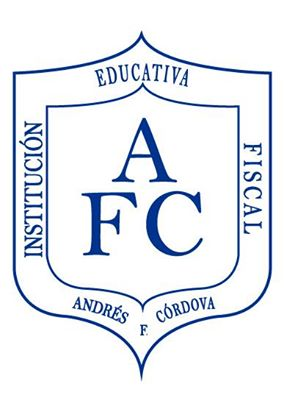 INSTITUCIÓN
EDUCATIVA
FISCAL
A
FC
ANDRÉS F. CÓRDOVA